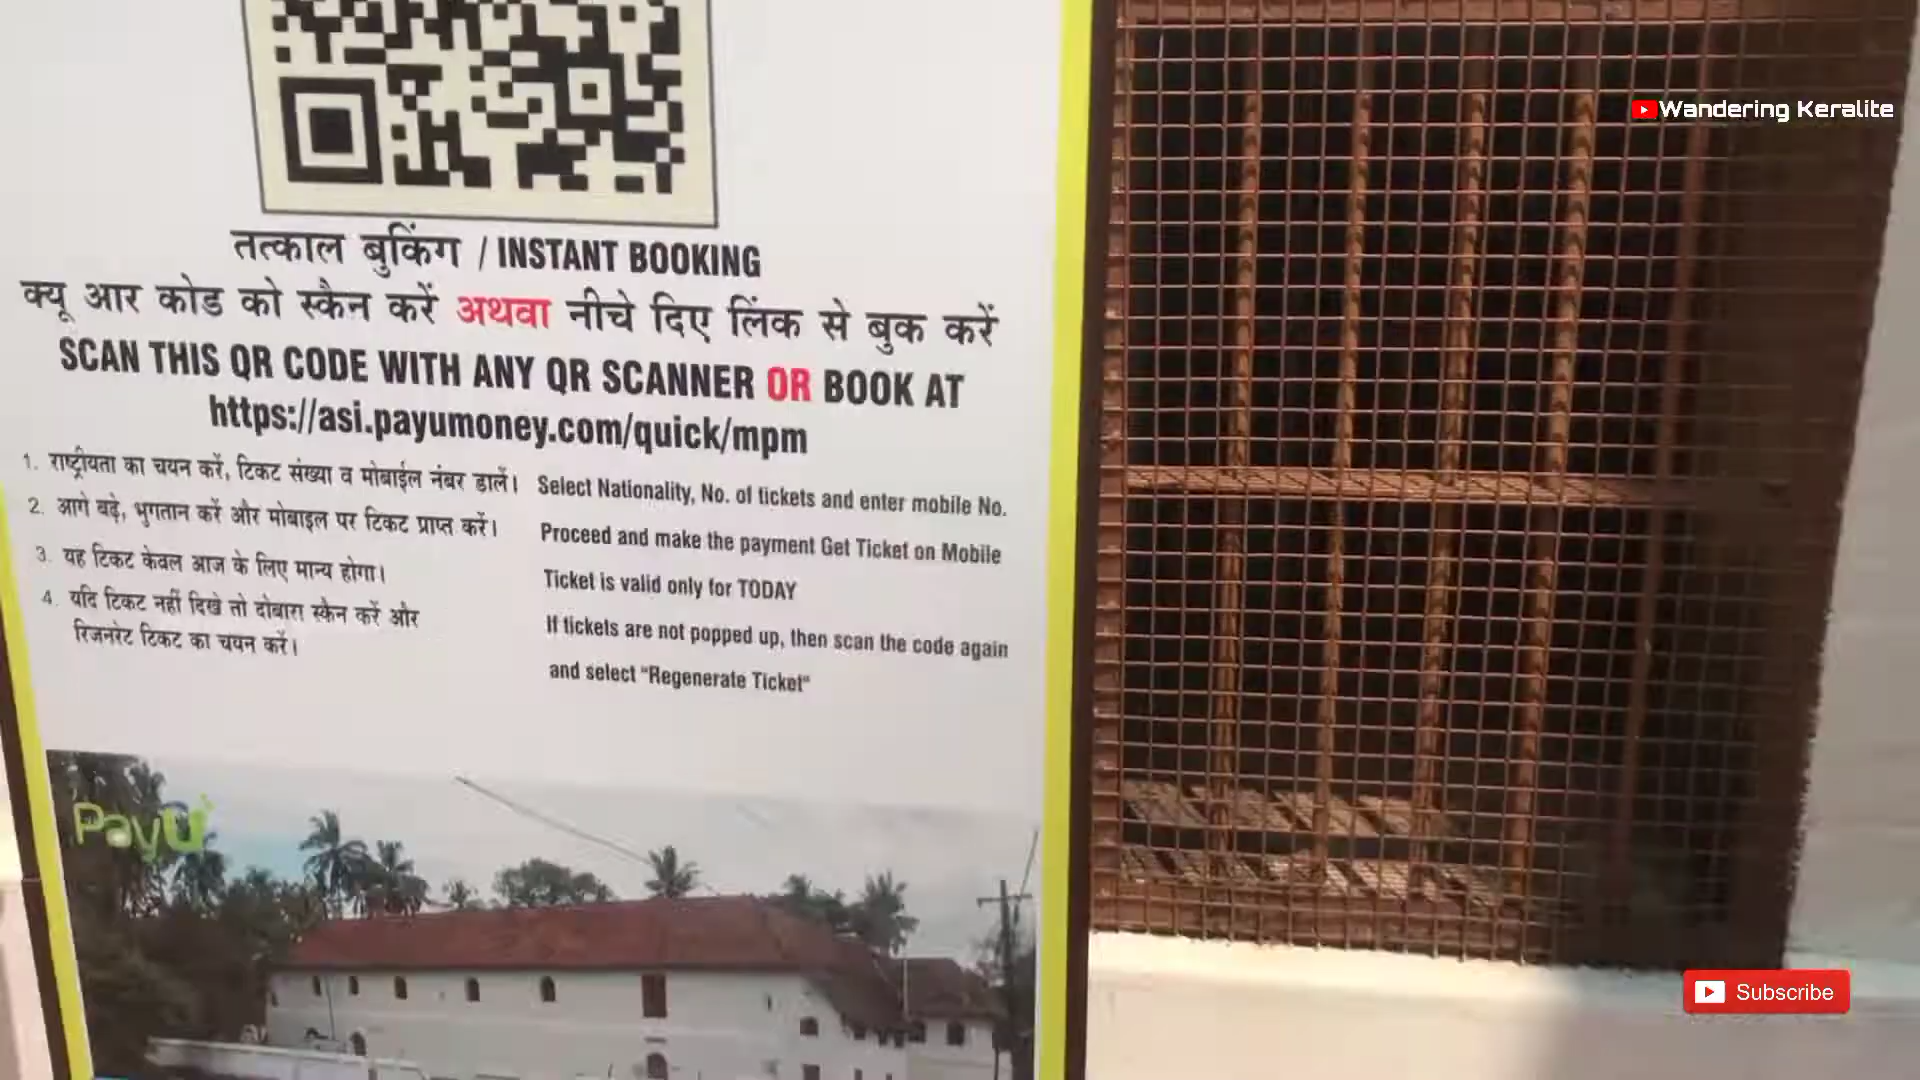 Wandering Keralite
तत्काल बुकिंग / INSTANT BOOKING
क्यू आर कोड को स्कैन करें अथवा नीचे दिए लिंक से बुक करें
SCAN THIS QR CODE WITH ANY QR SCANNER OR BOOK AT
https://asi.payumoney.com/quick/mpm
1. राष्ट्रीयता का चयन करें, टिकट संख्या व मोबाईल नंबर डालें।
2. आगे बढ़े, भुगतान करें और मोबाइल पर टिकट प्राप्त करें।
3. यह टिकट केवल आज के लिए मान्य होगा।
4. यदि टिकट नहीं दिखे तो दोबारा स्कैन करें और
रिजनरेट टिकट का चयन करें।
Select Nationality, No. of tickets and enter mobile No.
Proceed and make the payment Get Ticket on Mobile
Ticket is valid only for TODAY
If tickets are not popped up, then scan the code again
and select "Regenerate Ticket"
PayU
Subscribe